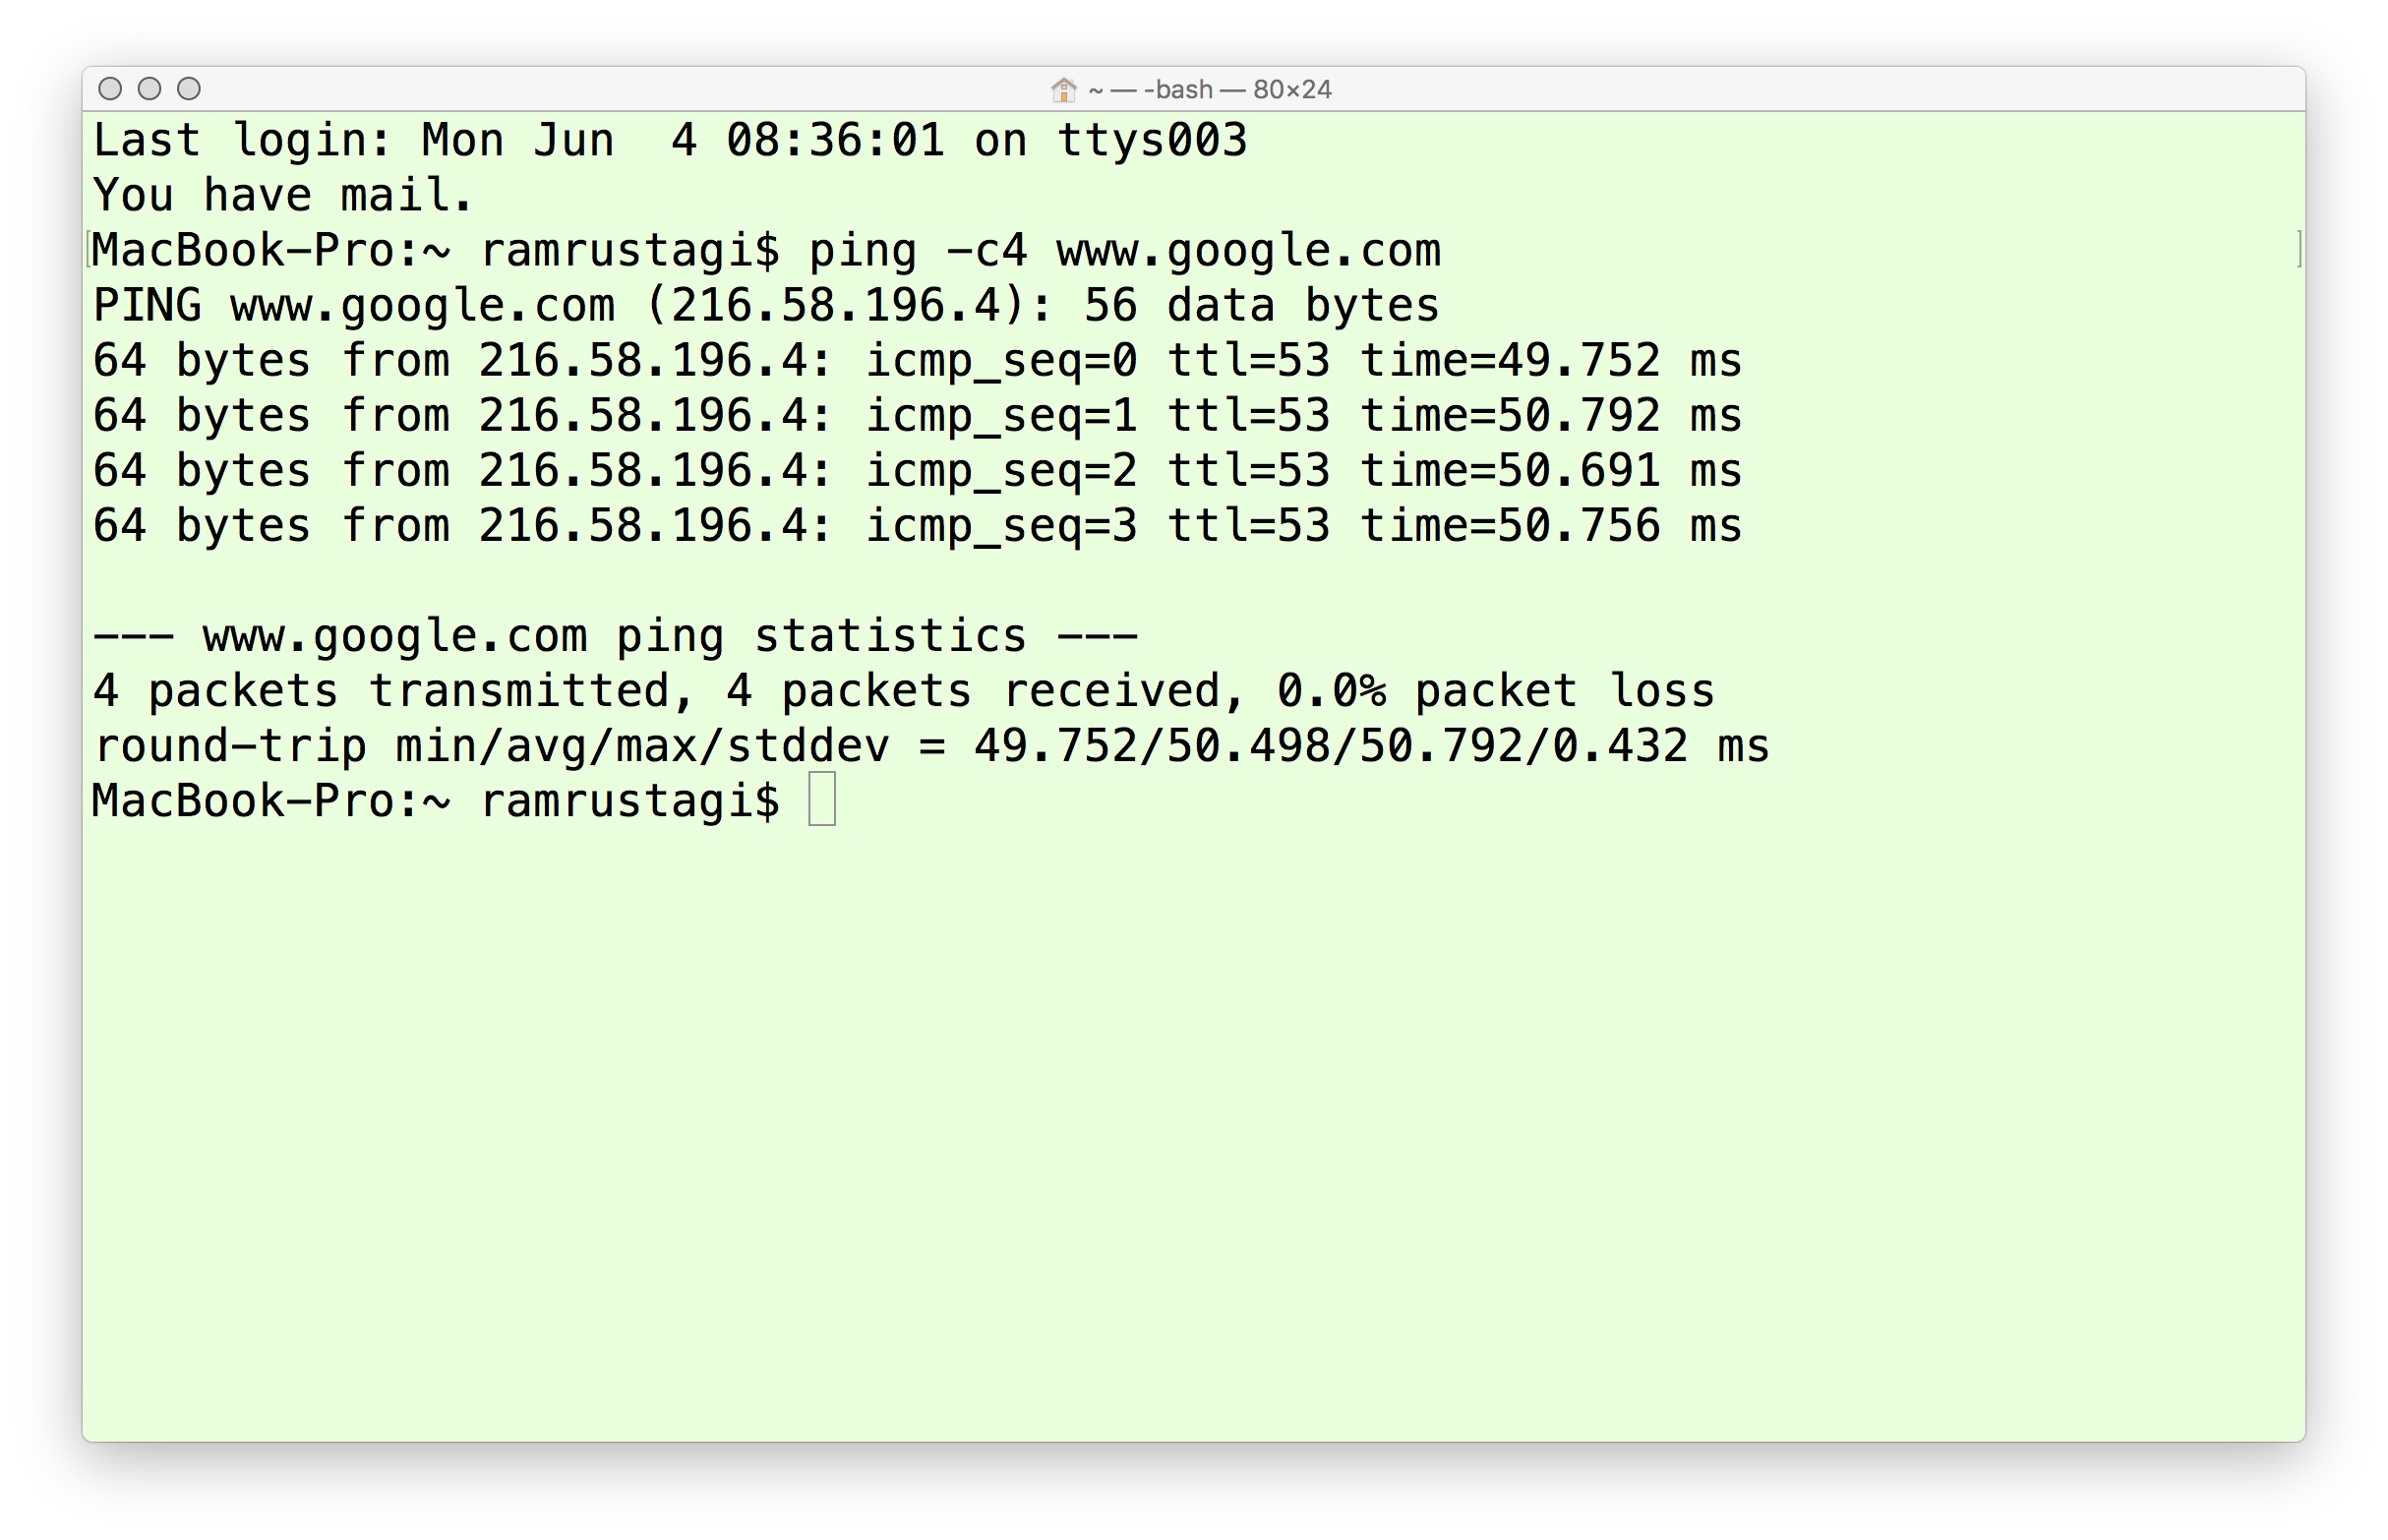 ~ — -bash — 80×24
Last login: Mon Jun  4 08:36:01 on ttys003
You have mail.
[MacBook-Pro:~ ramrustagi$ ping -c4 www.google.com ]
PING www.google.com (216.58.196.4): 56 data bytes
64 bytes from 216.58.196.4: icmp_seq=0 ttl=53 time=49.752 ms
64 bytes from 216.58.196.4: icmp_seq=1 ttl=53 time=50.792 ms
64 bytes from 216.58.196.4: icmp_seq=2 ttl=53 time=50.691 ms
64 bytes from 216.58.196.4: icmp_seq=3 ttl=53 time=50.756 ms
--- www.google.com ping statistics ---
4 packets transmitted, 4 packets received, 0.0% packet loss
round-trip min/avg/max/stddev = 49.752/50.498/50.792/0.432 ms
MacBook-Pro:~ ramrustagi$